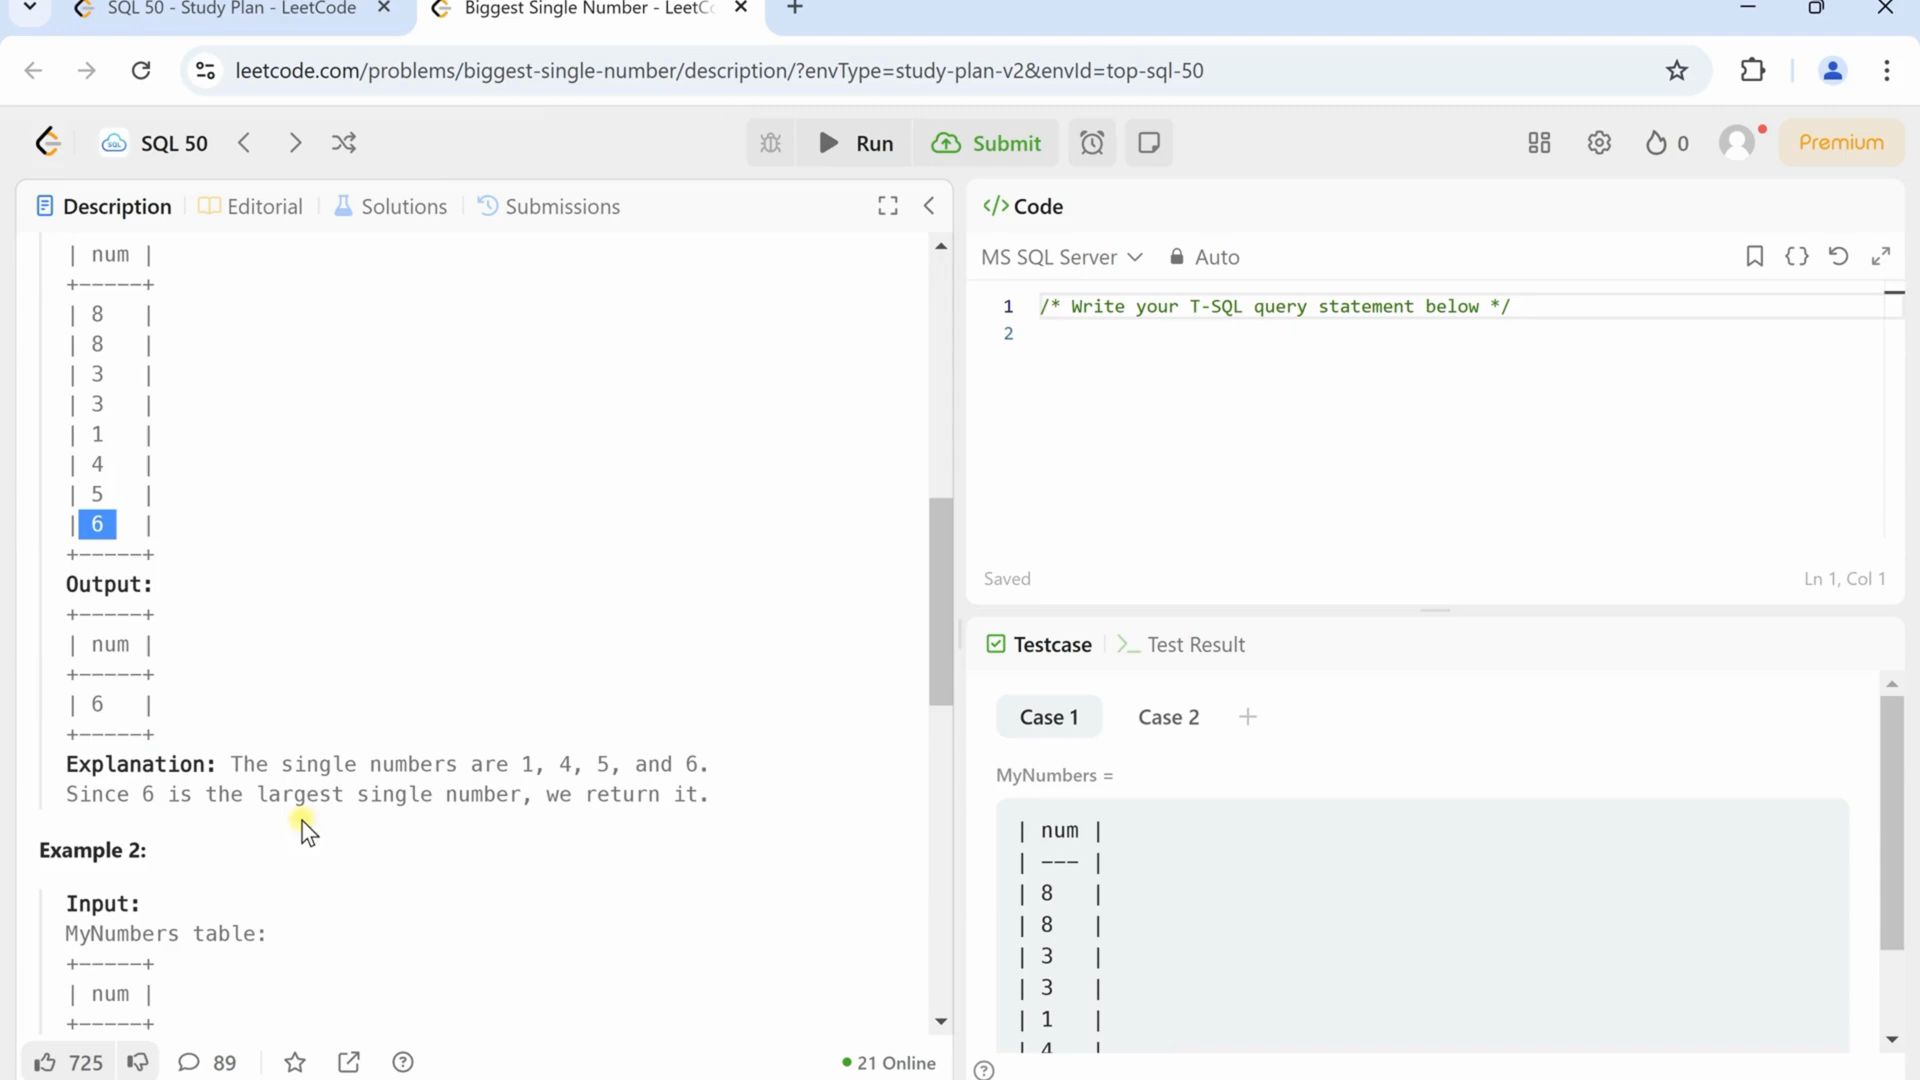 SQL 50 - Study Plan - LeetCode
Biggest Single Number - LeetC
leetcode.com/problems/biggest-single-number/description/?envType=study-plan-v2&envId=top-sql-50
SQL 50
Run
Submit
0
Premium
Description
Editorial
Solutions
Submissions
| num |
+-----+
| 8 |
| 8 |
| 3 |
| 3 |
| 1 |
| 4 |
| 5 |
| 6 |
+-----+
Output:
+-----+
| num |
+-----+
| 6 |
+-----+
Explanation: The single numbers are 1, 4, 5, and 6.
Since 6 is the largest single number, we return it.
Example 2:
Input:
MyNumbers table:
+-----+
| num |
+-----+
725
89
21 Online
</> Code
MS SQL Server
Auto
1 /* Write your T-SQL query statement below */
2
Saved
Ln 1, Col 1
Testcase
Test Result
Case 1
Case 2
MyNumbers =
| num |
| --- |
| 8 |
| 8 |
| 3 |
| 3 |
| 1 |
| 4 |